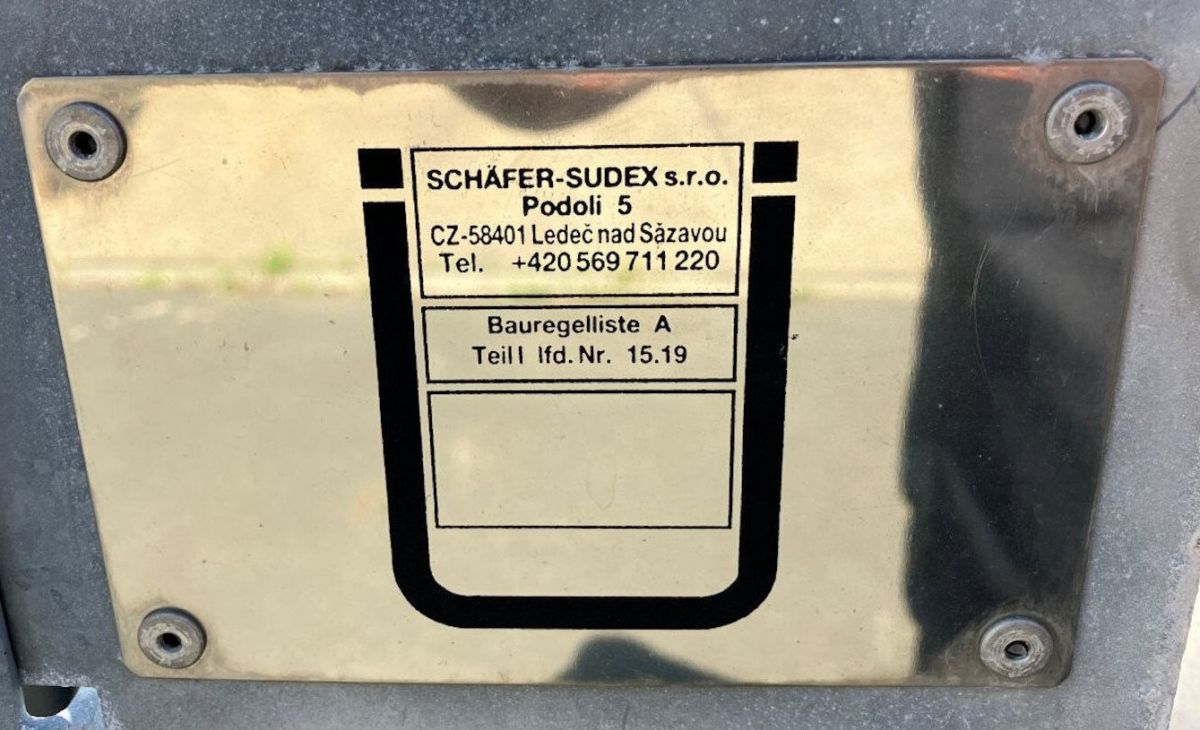 SCHÄFER-SUDEX s.r.o.
Podoli 5
CZ-58401 Ledeč nad Sǎzavou
Tel. +420 569 711 220
Bauregelliste A
Teil I lfd. Nr. 15.19